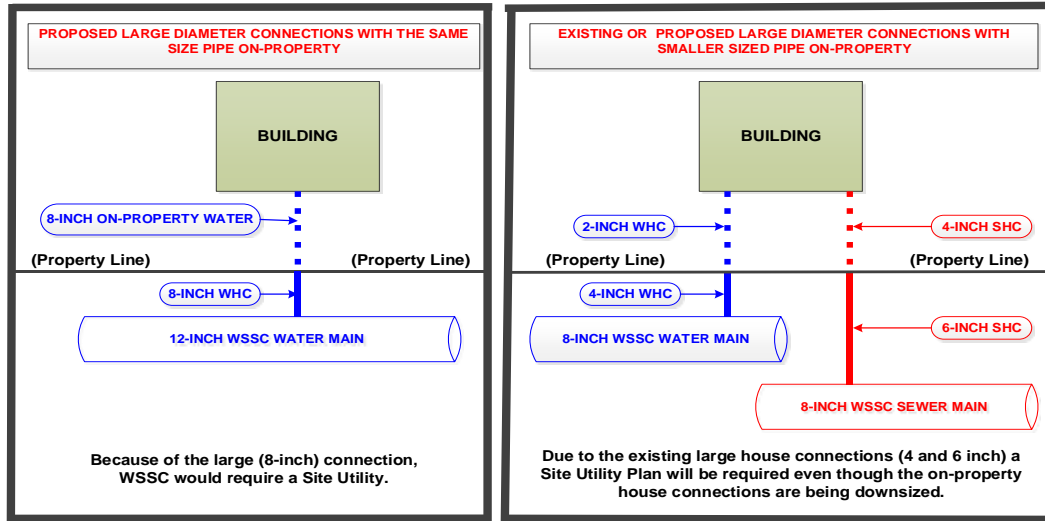 PROPOSED LARGE DIAMETER CONNECTIONS WITH THE SAME
SIZE PIPE ON-PROPERTY
BUILDING
8-INCH ON-PROPERTY WATER
(Property Line)
(Property Line)
8-INCH WHC
12-INCH WSSC WATER MAIN
Because of the large (8-inch) connection,
WSSC would require a Site Utility.
EXISTING OR PROPOSED LARGE DIAMETER CONNECTIONS WITH
SMALLER SIZED PIPE ON-PROPERTY
BUILDING
2-INCH WHC
4-INCH SHC
(Property Line)
(Property Line)
4-INCH WHC
8-INCH WSSC WATER MAIN
6-INCH SHC
8-INCH WSSC SEWER MAIN
Due to the existing large house connections (4 and 6 inch) a
Site Utility Plan will be required even though the on-property
house connections are being downsized.